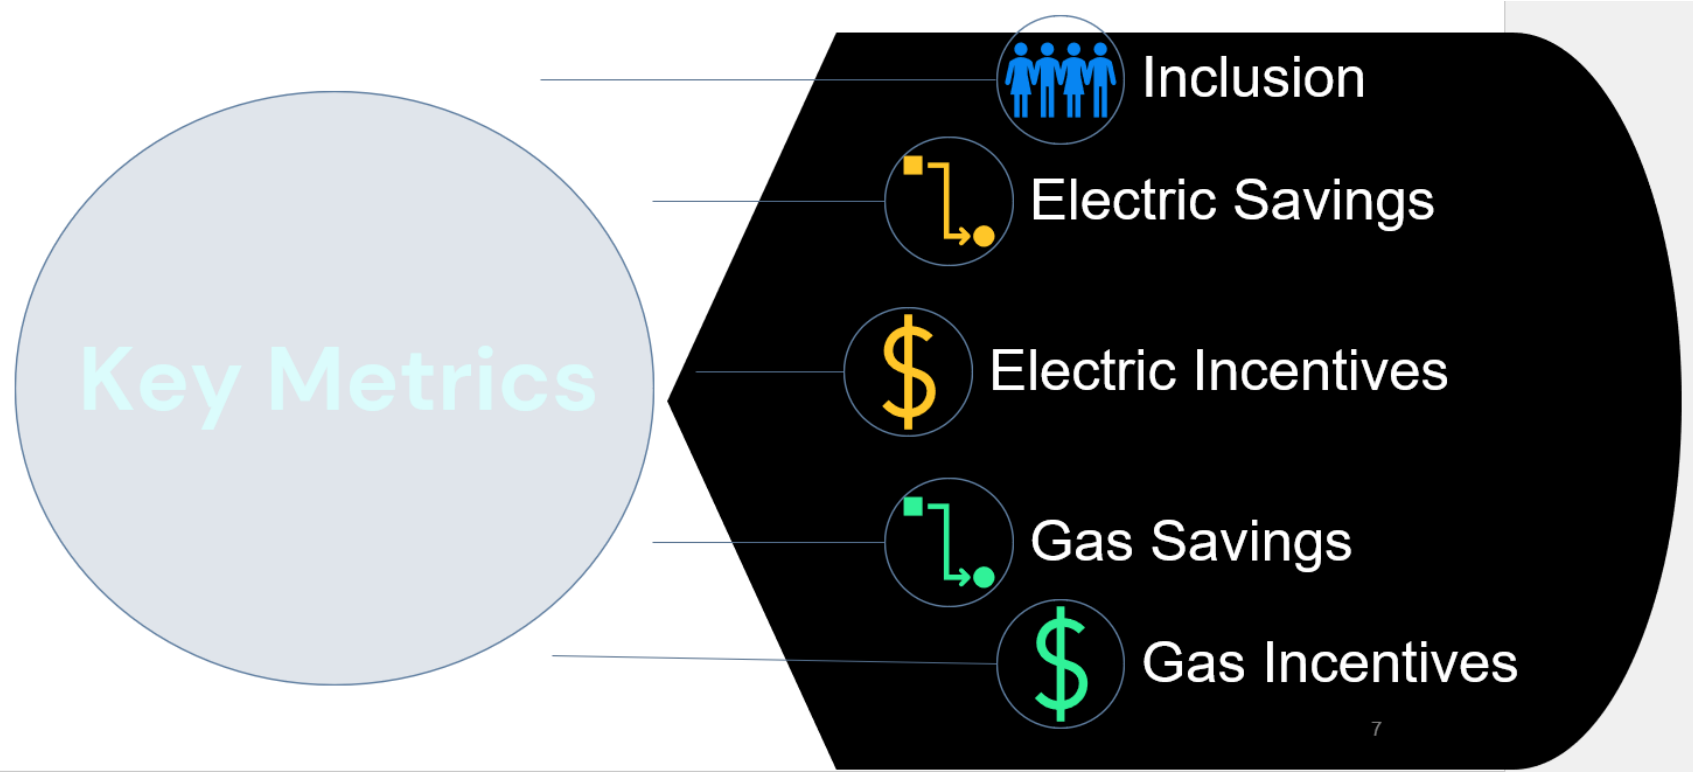 Key Metrics
Inclusion
Electric Savings
Electric Incentives
Gas Savings
Gas Incentives
7